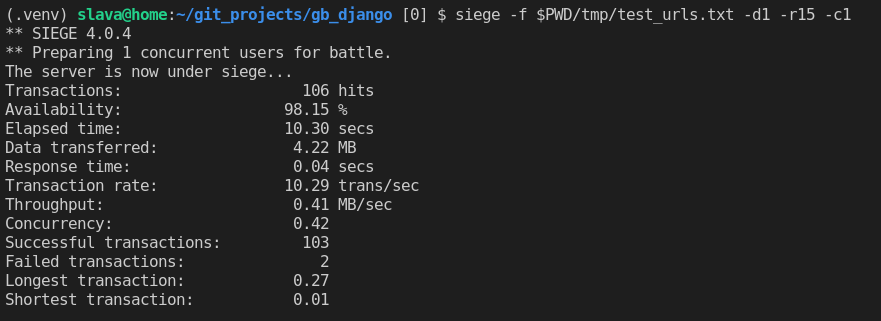 (.venv) slava@home:~/git_projects/gb_django [0] $ siege -f $PWD/tmp/test_urls.txt -d1 -r15 -c1
** SIEGE 4.0.4
** Preparing 1 concurrent users for battle.
The server is now under siege...
Transactions:                    106 hits
Availability:                  98.15 %
Elapsed time:                  10.30 secs
Data transferred:               4.22 MB
Response time:                  0.04 secs
Transaction rate:              10.29 trans/sec
Throughput:                     0.41 MB/sec
Concurrency:                    0.42
Successful transactions:         103
Failed transactions:               2
Longest transaction:            0.27
Shortest transaction:           0.01